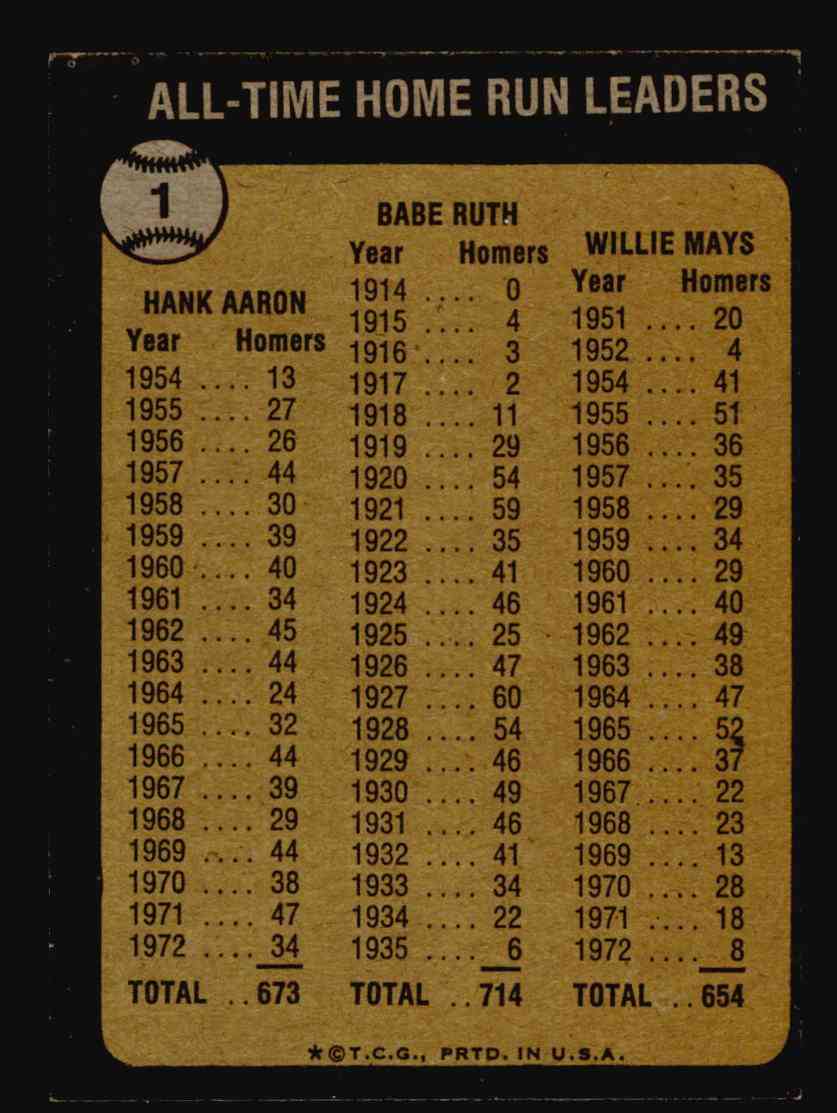 ALL-TIME HOME RUN LEADERS
1
HANK AARON
Year Homers
1954 .... 13
1955 .... 27
1956 .... 26
1957 .... 44
1958 .... 30
1959 .... 39
1960 .... 40
1961 .... 34
1962 .... 45
1963 .... 44
1964 .... 24
1965 .... 32
1966 .... 44
1967 .... 39
1968 .... 29
1969 .... 44
1970 .... 38
1971 .... 47
1972 .... 34
TOTAL .. 673
BABE RUTH
Year Homers
1914 .... 0
1915 .... 4
1916 .... 3
1917 .... 2
1918 .... 11
1919 .... 29
1920 .... 54
1921 .... 59
1922 .... 35
1923 .... 41
1924 .... 46
1925 .... 25
1926 .... 47
1927 .... 60
1928 .... 54
1929 .... 46
1930 .... 49
1931 .... 46
1932 .... 41
1933 .... 34
1934 .... 22
1935 .... 6
TOTAL .. 714
WILLIE MAYS
Year Homers
1951 .... 20
1952 .... 4
1954 .... 41
1955 .... 51
1956 .... 36
1957 .... 35
1958 .... 29
1959 .... 34
1960 .... 29
1961 .... 40
1962 .... 49
1963 .... 38
1964 .... 47
1965 .... 52
1966 .... 37
1967 .... 22
1968 .... 23
1969 .... 13
1970 .... 28
1971 .... 18
1972 .... 8
TOTAL .. 654
★©T.C.G., PRTD. IN U.S.A.